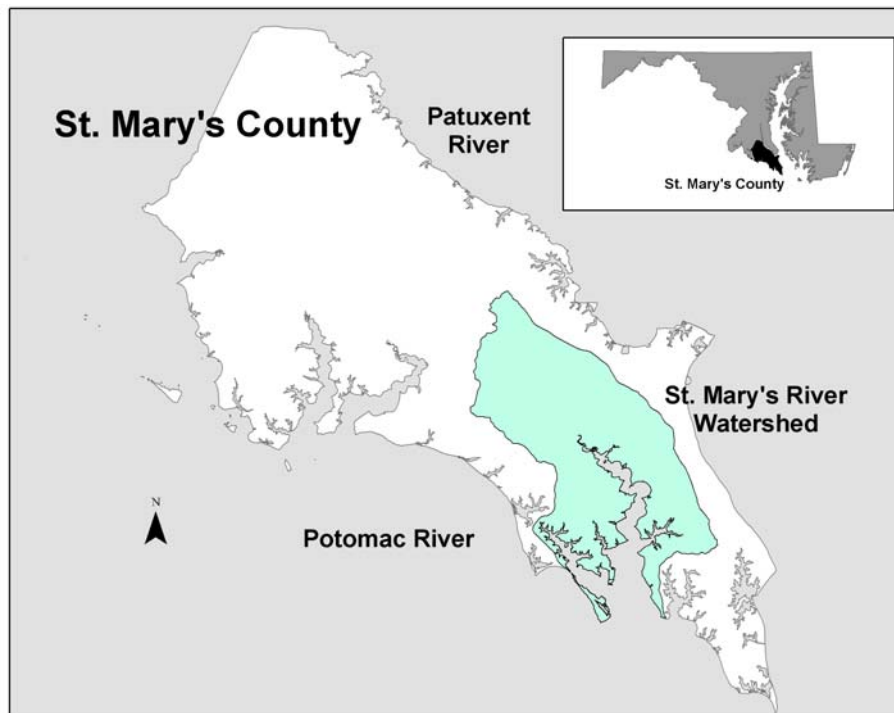 St. Mary's County
Patuxent
River
St. Mary's County
St. Mary's River
Watershed
N
Potomac River